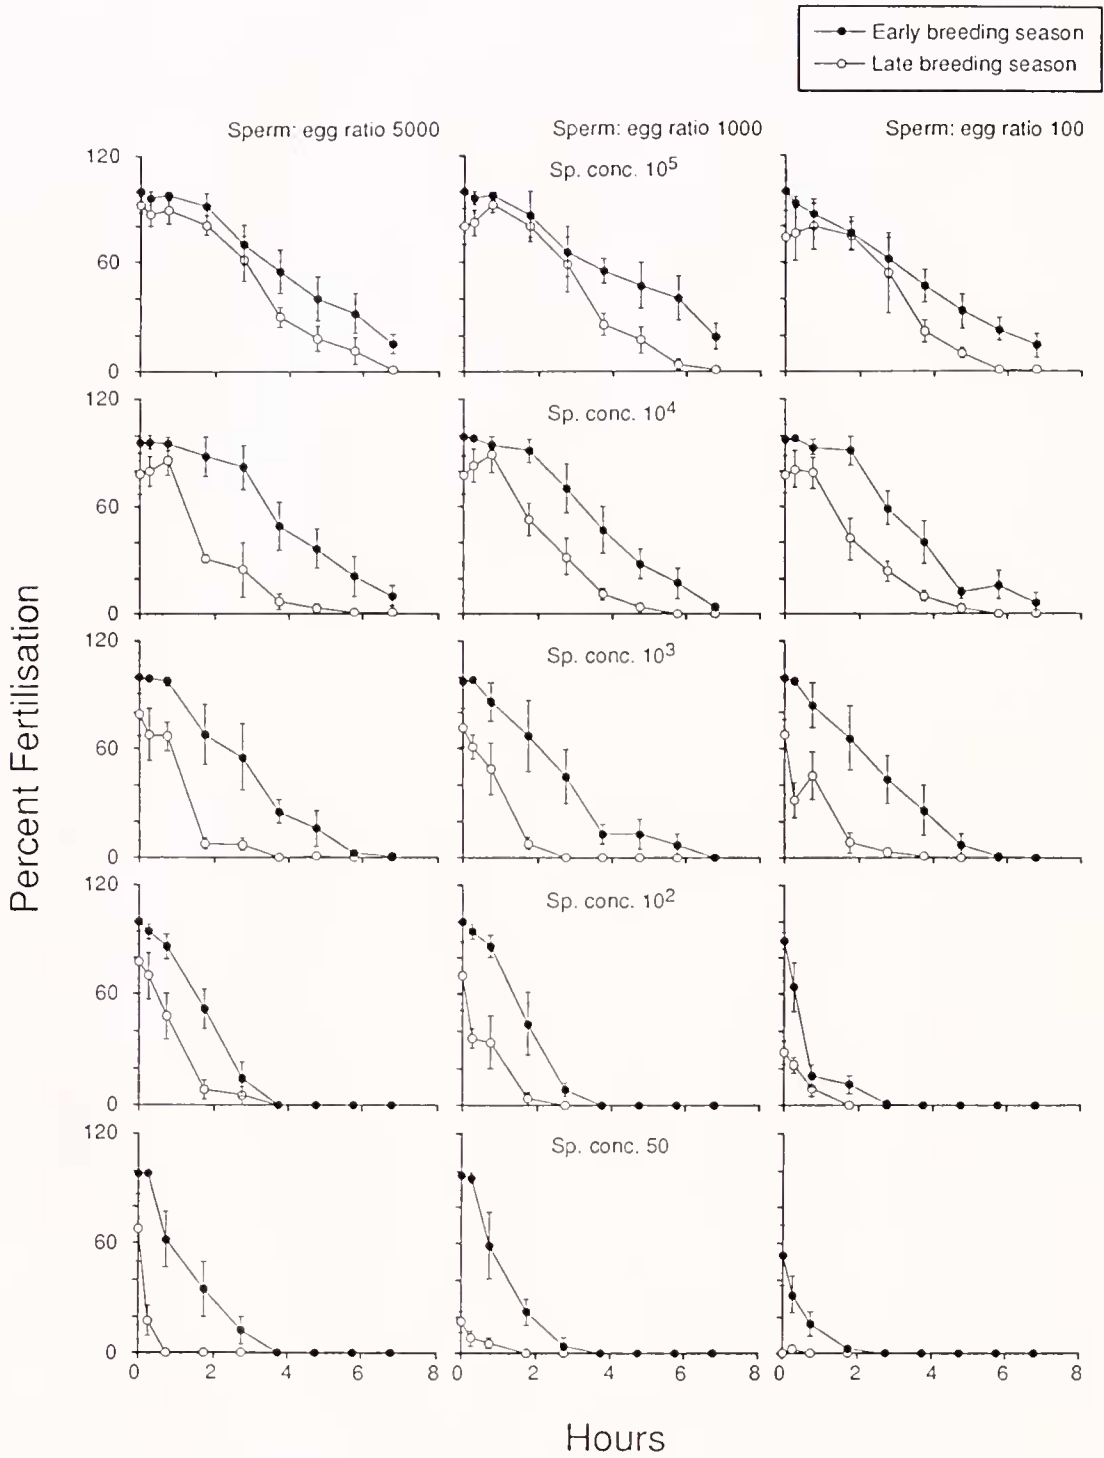 Early breeding season
Late breeding season
Sperm: egg ratio 5000 Sperm: egg ratio 1000 Sperm: egg ratio 100
Sp. conc. 10⁵
120
60
0
Sp. conc. 10⁴
120
60
0
Sp. conc. 10³
120
60
0
Sp. conc. 10²
120
60
0
Sp. conc. 50
120
60
0
0 2 4 6 8 0 2 4 6 8 0 2 4 6 8
Percent Fertilisation
Hours